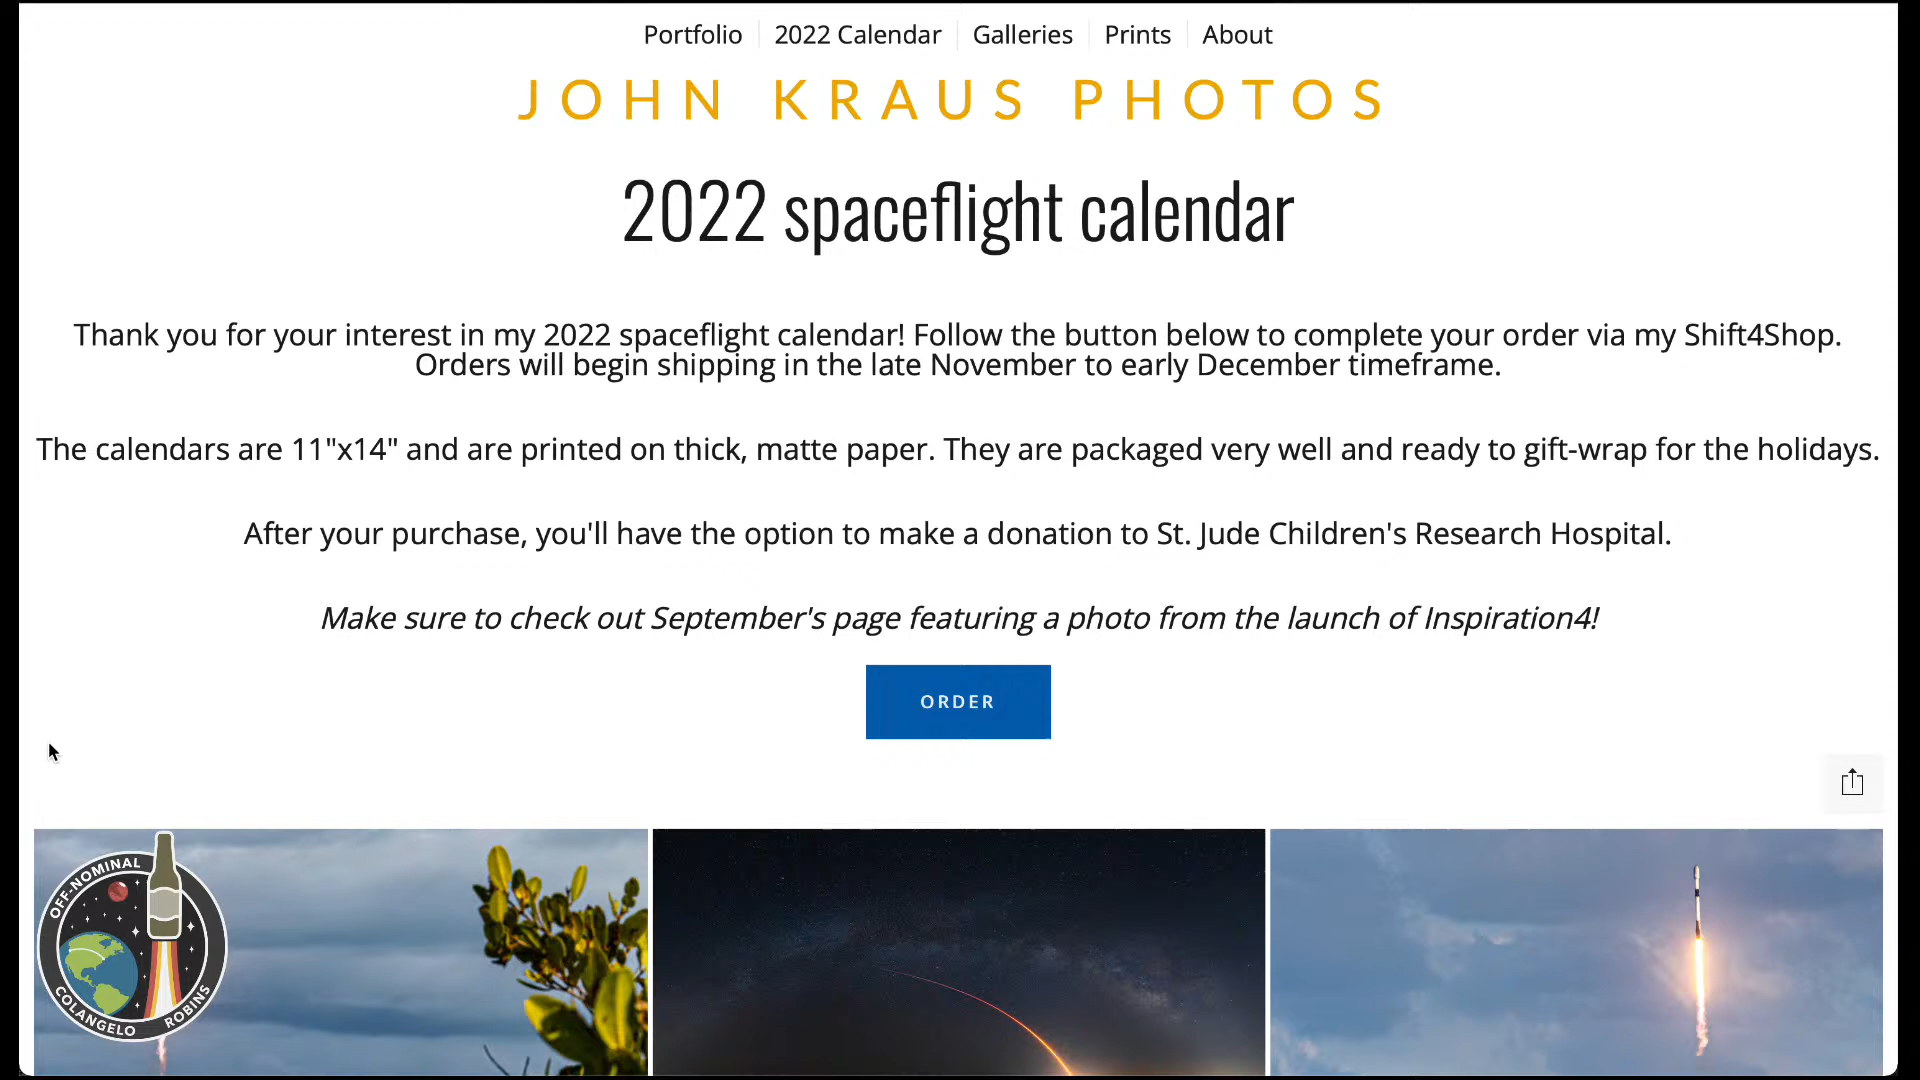 Portfolio
2022 Calendar
Galleries
Prints
About
JOHN KRAUS PHOTOS
2022 spaceflight calendar
Thank you for your interest in my 2022 spaceflight calendar! Follow the button below to complete your order via my Shift4Shop.
Orders will begin shipping in the late November to early December timeframe.
The calendars are 11"x14" and are printed on thick, matte paper. They are packaged very well and ready to gift-wrap for the holidays.
After your purchase, you'll have the option to make a donation to St. Jude Children's Research Hospital.
Make sure to check out September's page featuring a photo from the launch of Inspiration4!
ORDER
OFF-NOMINAL
COLANGELO
ROBINS